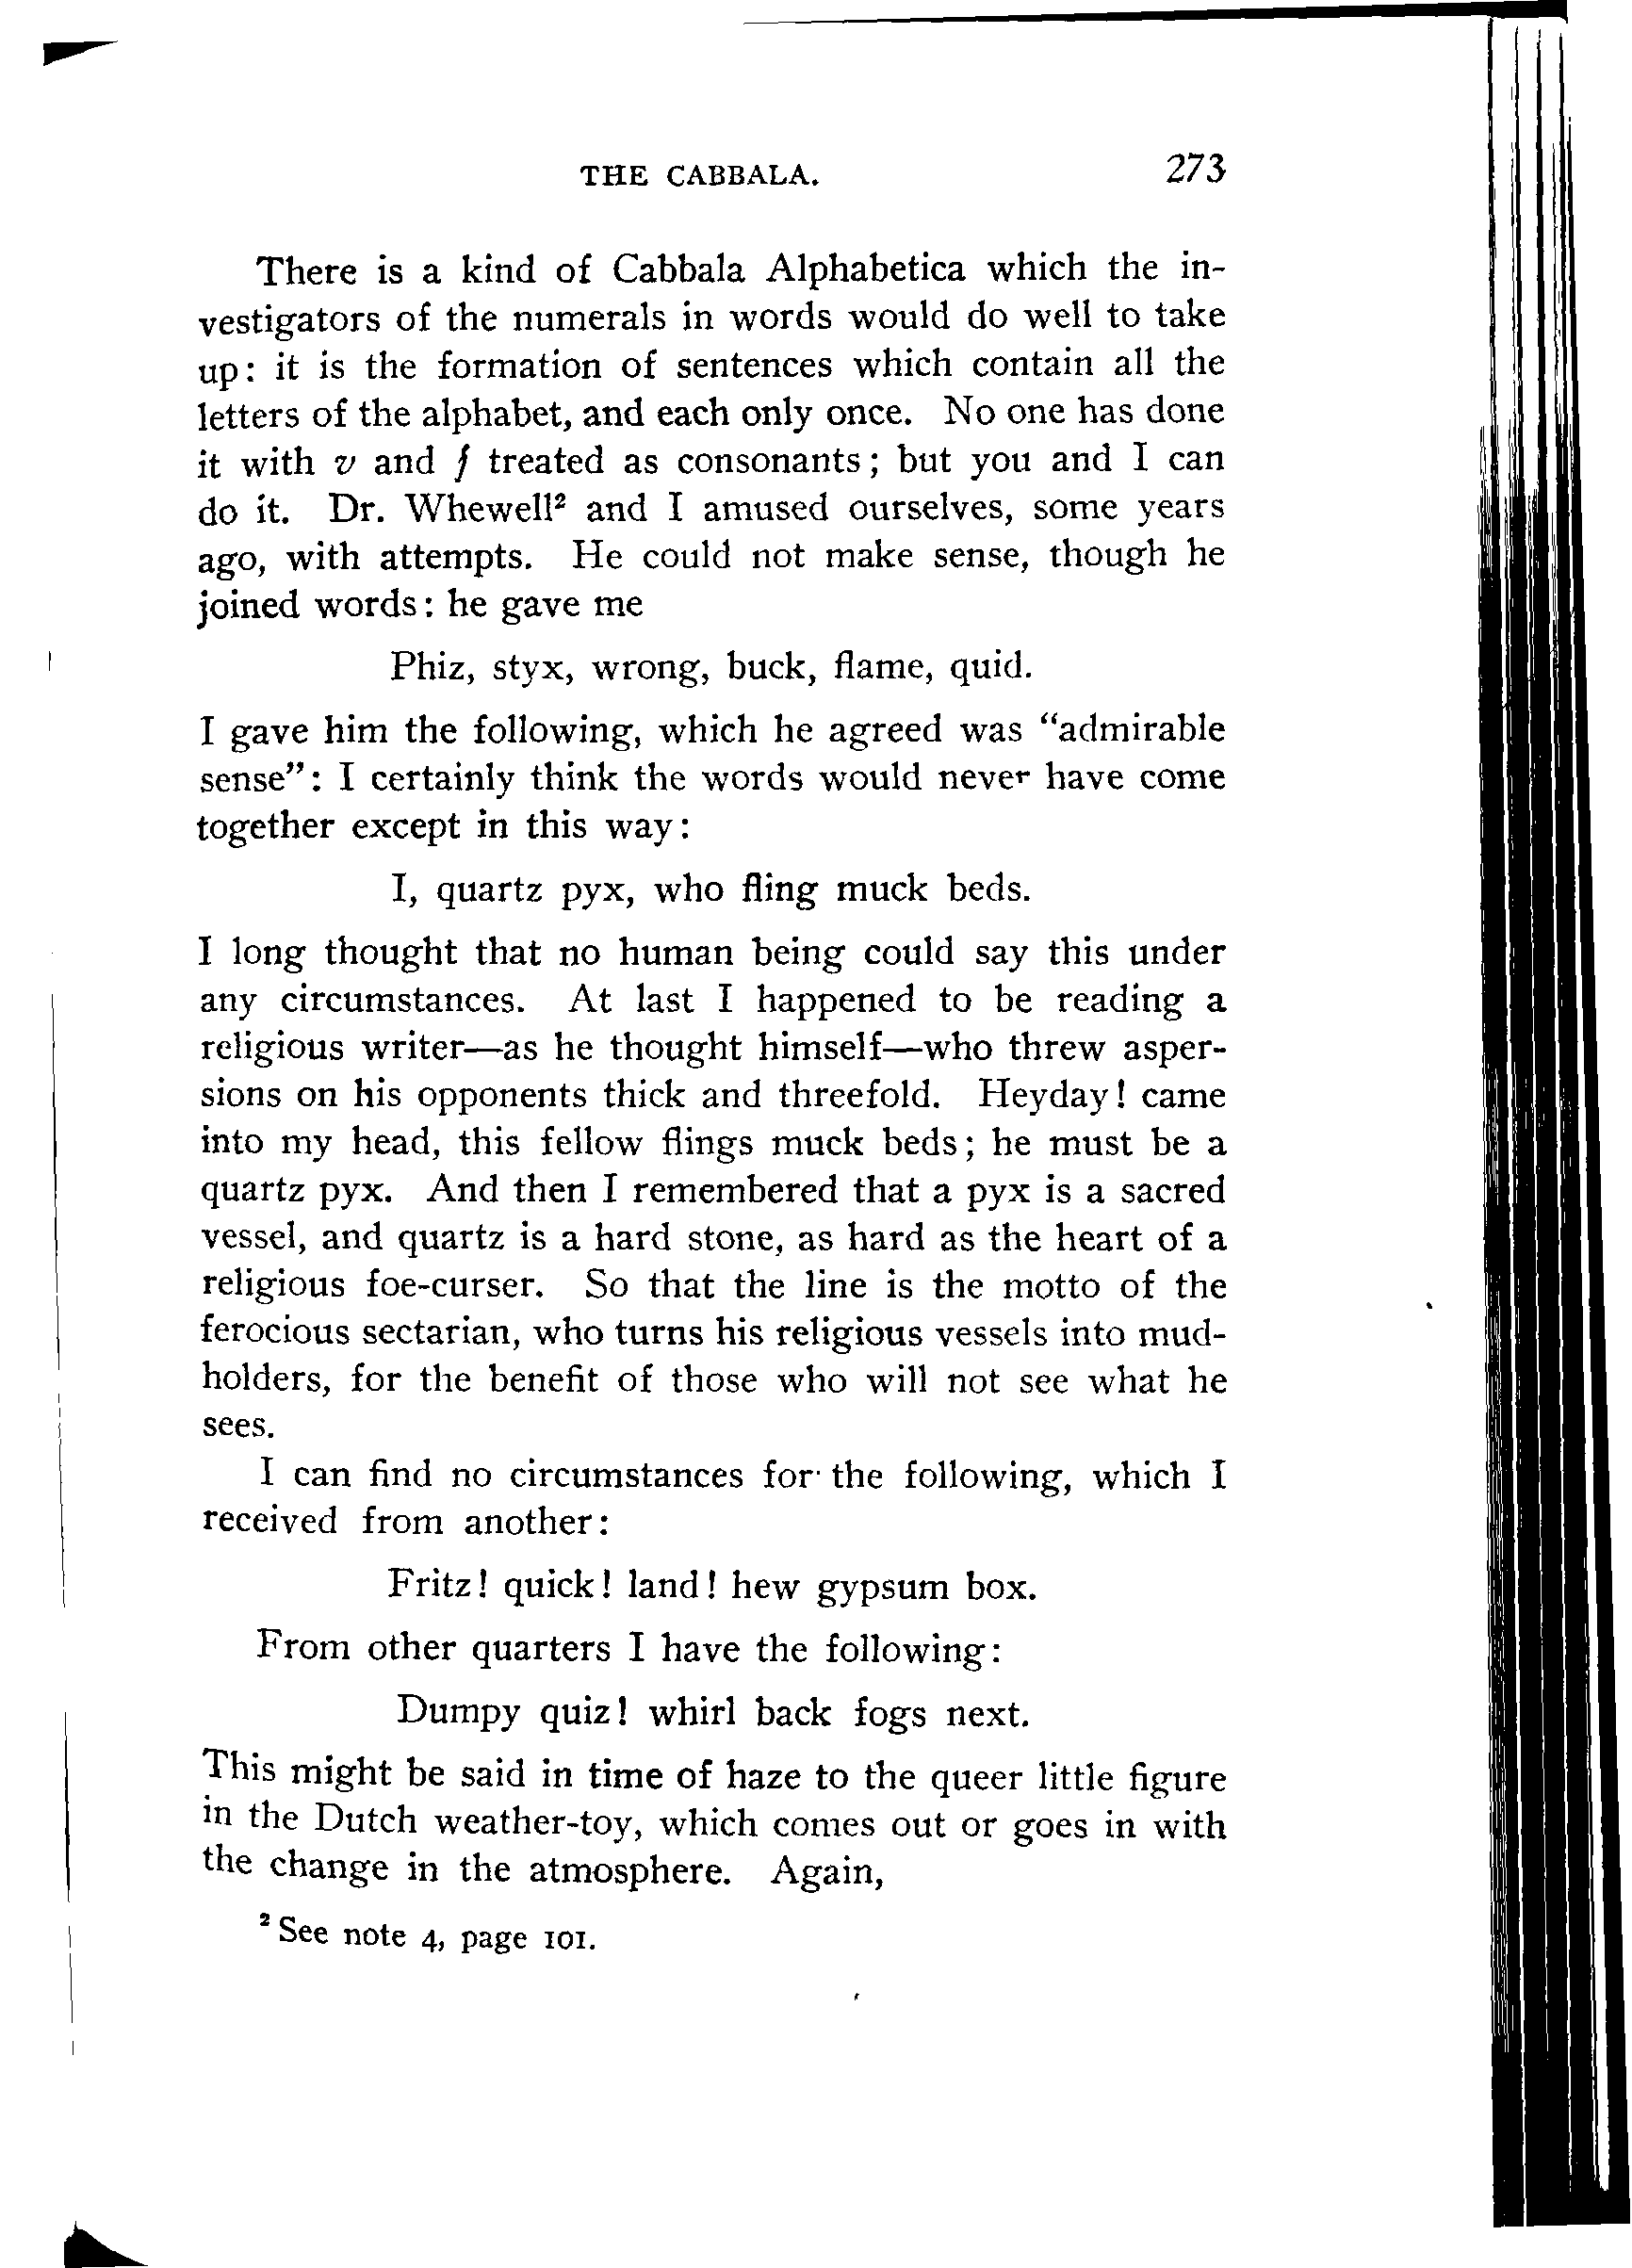 THE CABBALA. 273
There is a kind of Cabbala Alphabetica which the in-
vestigators of the numerals in words would do well to take
up: it is the formation of sentences which contain all the
letters of the alphabet, and each only once. No one has done
it with v and j treated as consonants; but you and I can
do it. Dr. Whewell² and I amused ourselves, some years
ago, with attempts. He could not make sense, though he
joined words: he gave me
Phiz, styx, wrong, buck, flame, quid.
I gave him the following, which he agreed was “admirable
sense”: I certainly think the words would never have come
together except in this way:
I, quartz pyx, who fling muck beds.
I long thought that no human being could say this under
any circumstances. At last I happened to be reading a
religious writer—as he thought himself—who threw asper-
sions on his opponents thick and threefold. Heyday! came
into my head, this fellow flings muck beds; he must be a
quartz pyx. And then I remembered that a pyx is a sacred
vessel, and quartz is a hard stone, as hard as the heart of a
religious foe-curser. So that the line is the motto of the
ferocious sectarian, who turns his religious vessels into mud-
holders, for the benefit of those who will not see what he
sees.
I can find no circumstances for the following, which I
received from another:
Fritz! quick! land! hew gypsum box.
From other quarters I have the following:
Dumpy quiz! whirl back fogs next.
This might be said in time of haze to the queer little figure
in the Dutch weather-toy, which comes out or goes in with
the change in the atmosphere. Again,
² See note 4, page 101.